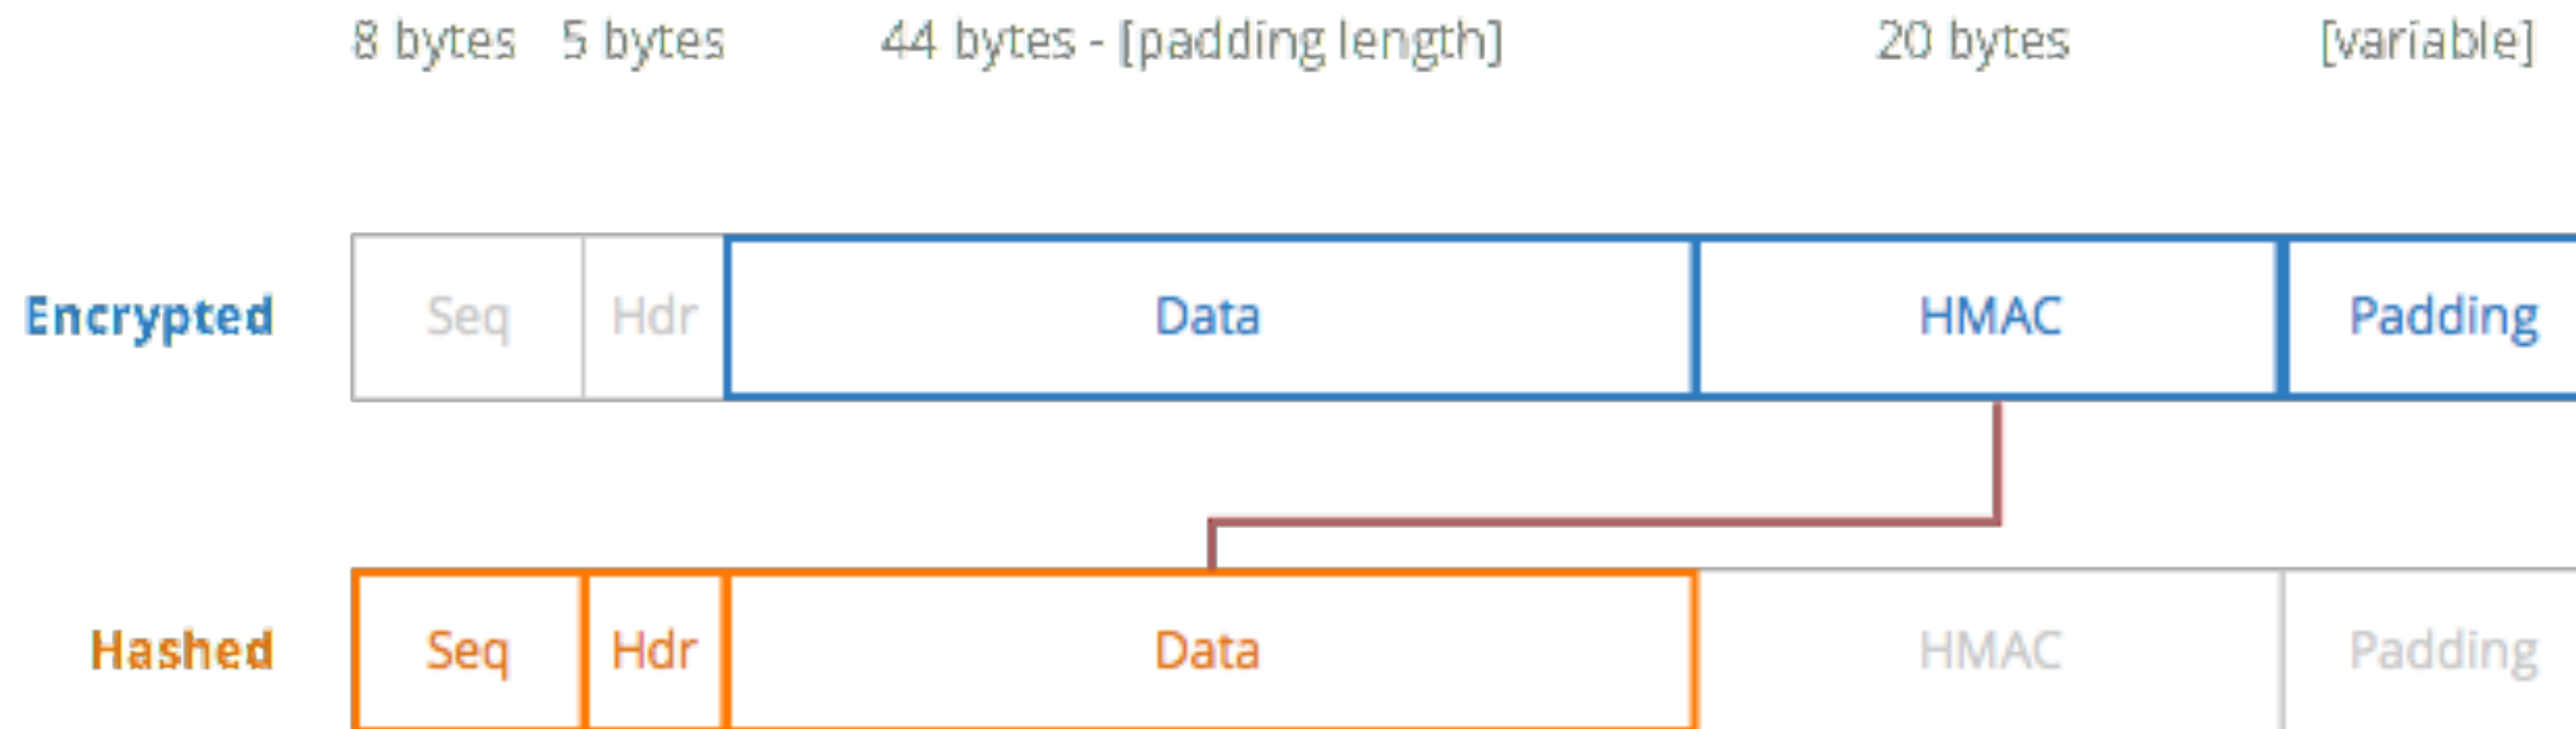 8 bytes 5 bytes 44 bytes - [padding length] 20 bytes [variable]
Encrypted Seq Hdr Data HMAC Padding
Hashed Seq Hdr Data HMAC Padding